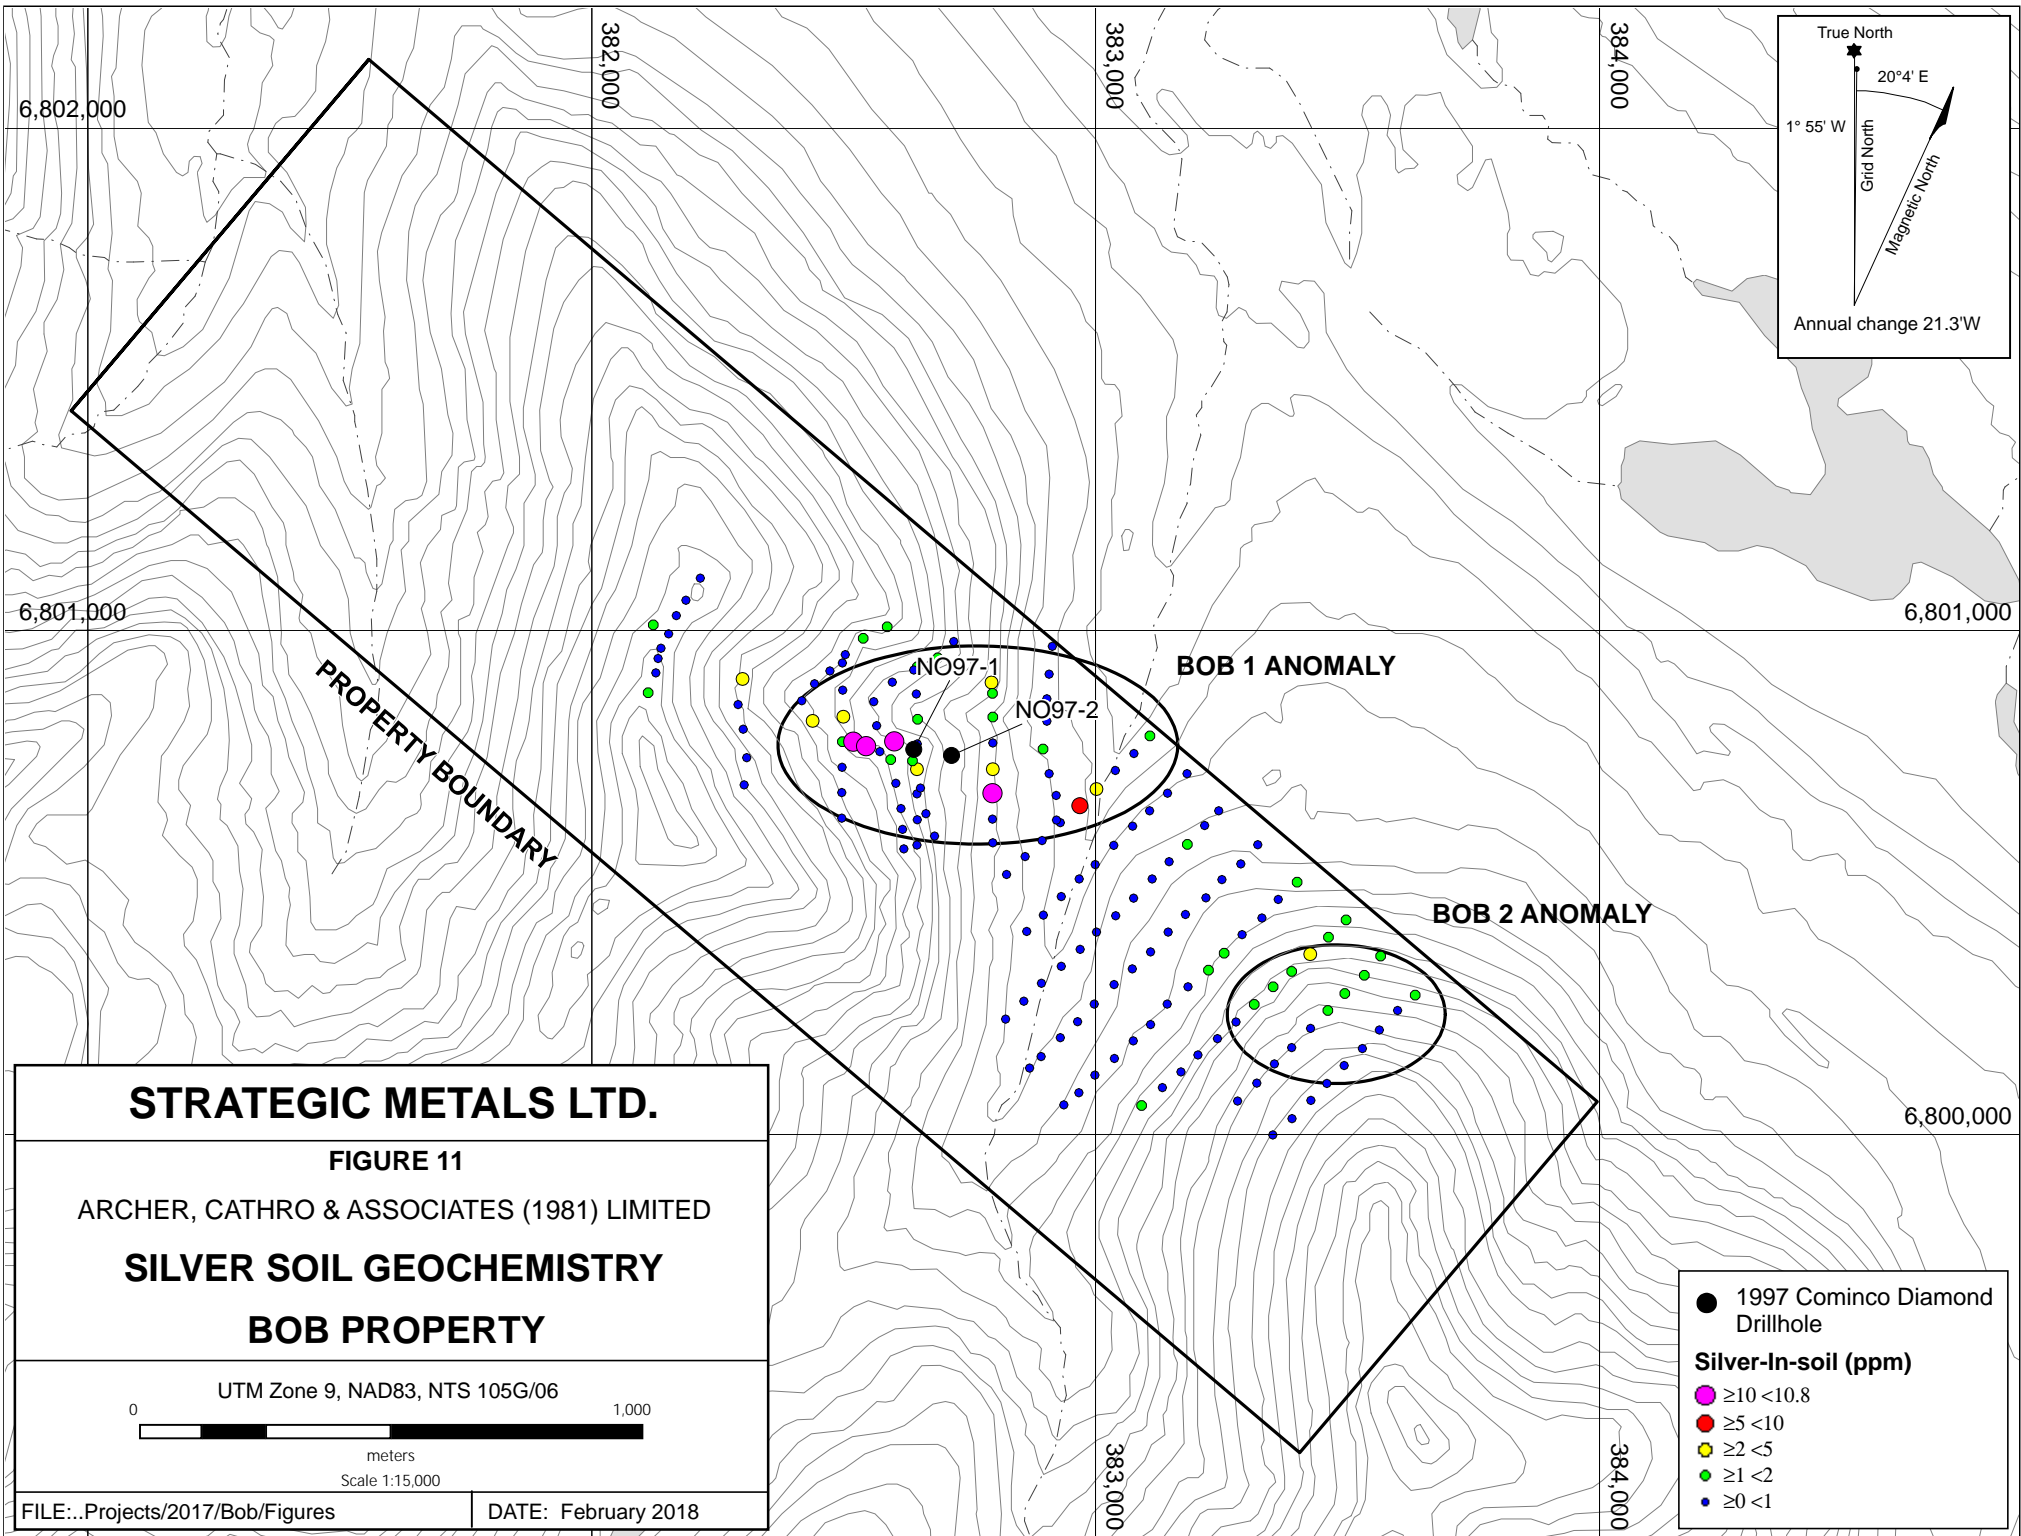 382,000
383,000
384,000
6,802,000
True North
20°4' E
1° 55' W
Grid North
Magnetic North
Annual change 21.3'W
6,801,000
6,801,000
PROPERTY BOUNDARY
NO97-1
BOB 1 ANOMALY
NO97-2
BOB 2 ANOMALY
6,800,000
STRATEGIC METALS LTD.
FIGURE 11
ARCHER, CATHRO & ASSOCIATES (1981) LIMITED
SILVER SOIL GEOCHEMISTRY
BOB PROPERTY
UTM Zone 9, NAD83, NTS 105G/06
0 1,000
meters
Scale 1:15,000
FILE:..Projects/2017/Bob/Figures
DATE: February 2018
383,000
384,000
1997 Cominco Diamond
Drillhole
Silver-In-soil (ppm)
≥10 <10.8
≥5 <10
≥2 <5
≥1 <2
≥0 <1